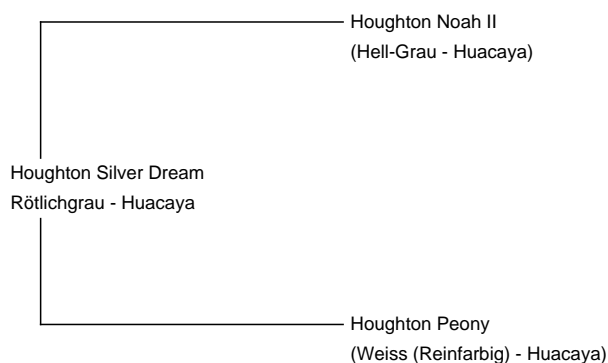 Houghton Noah II
(Hell-Grau - Huacaya)
Houghton Silver Dream
Rötlichgrau - Huacaya
Houghton Peony
(Weiss (Reinfarbig) - Huacaya)